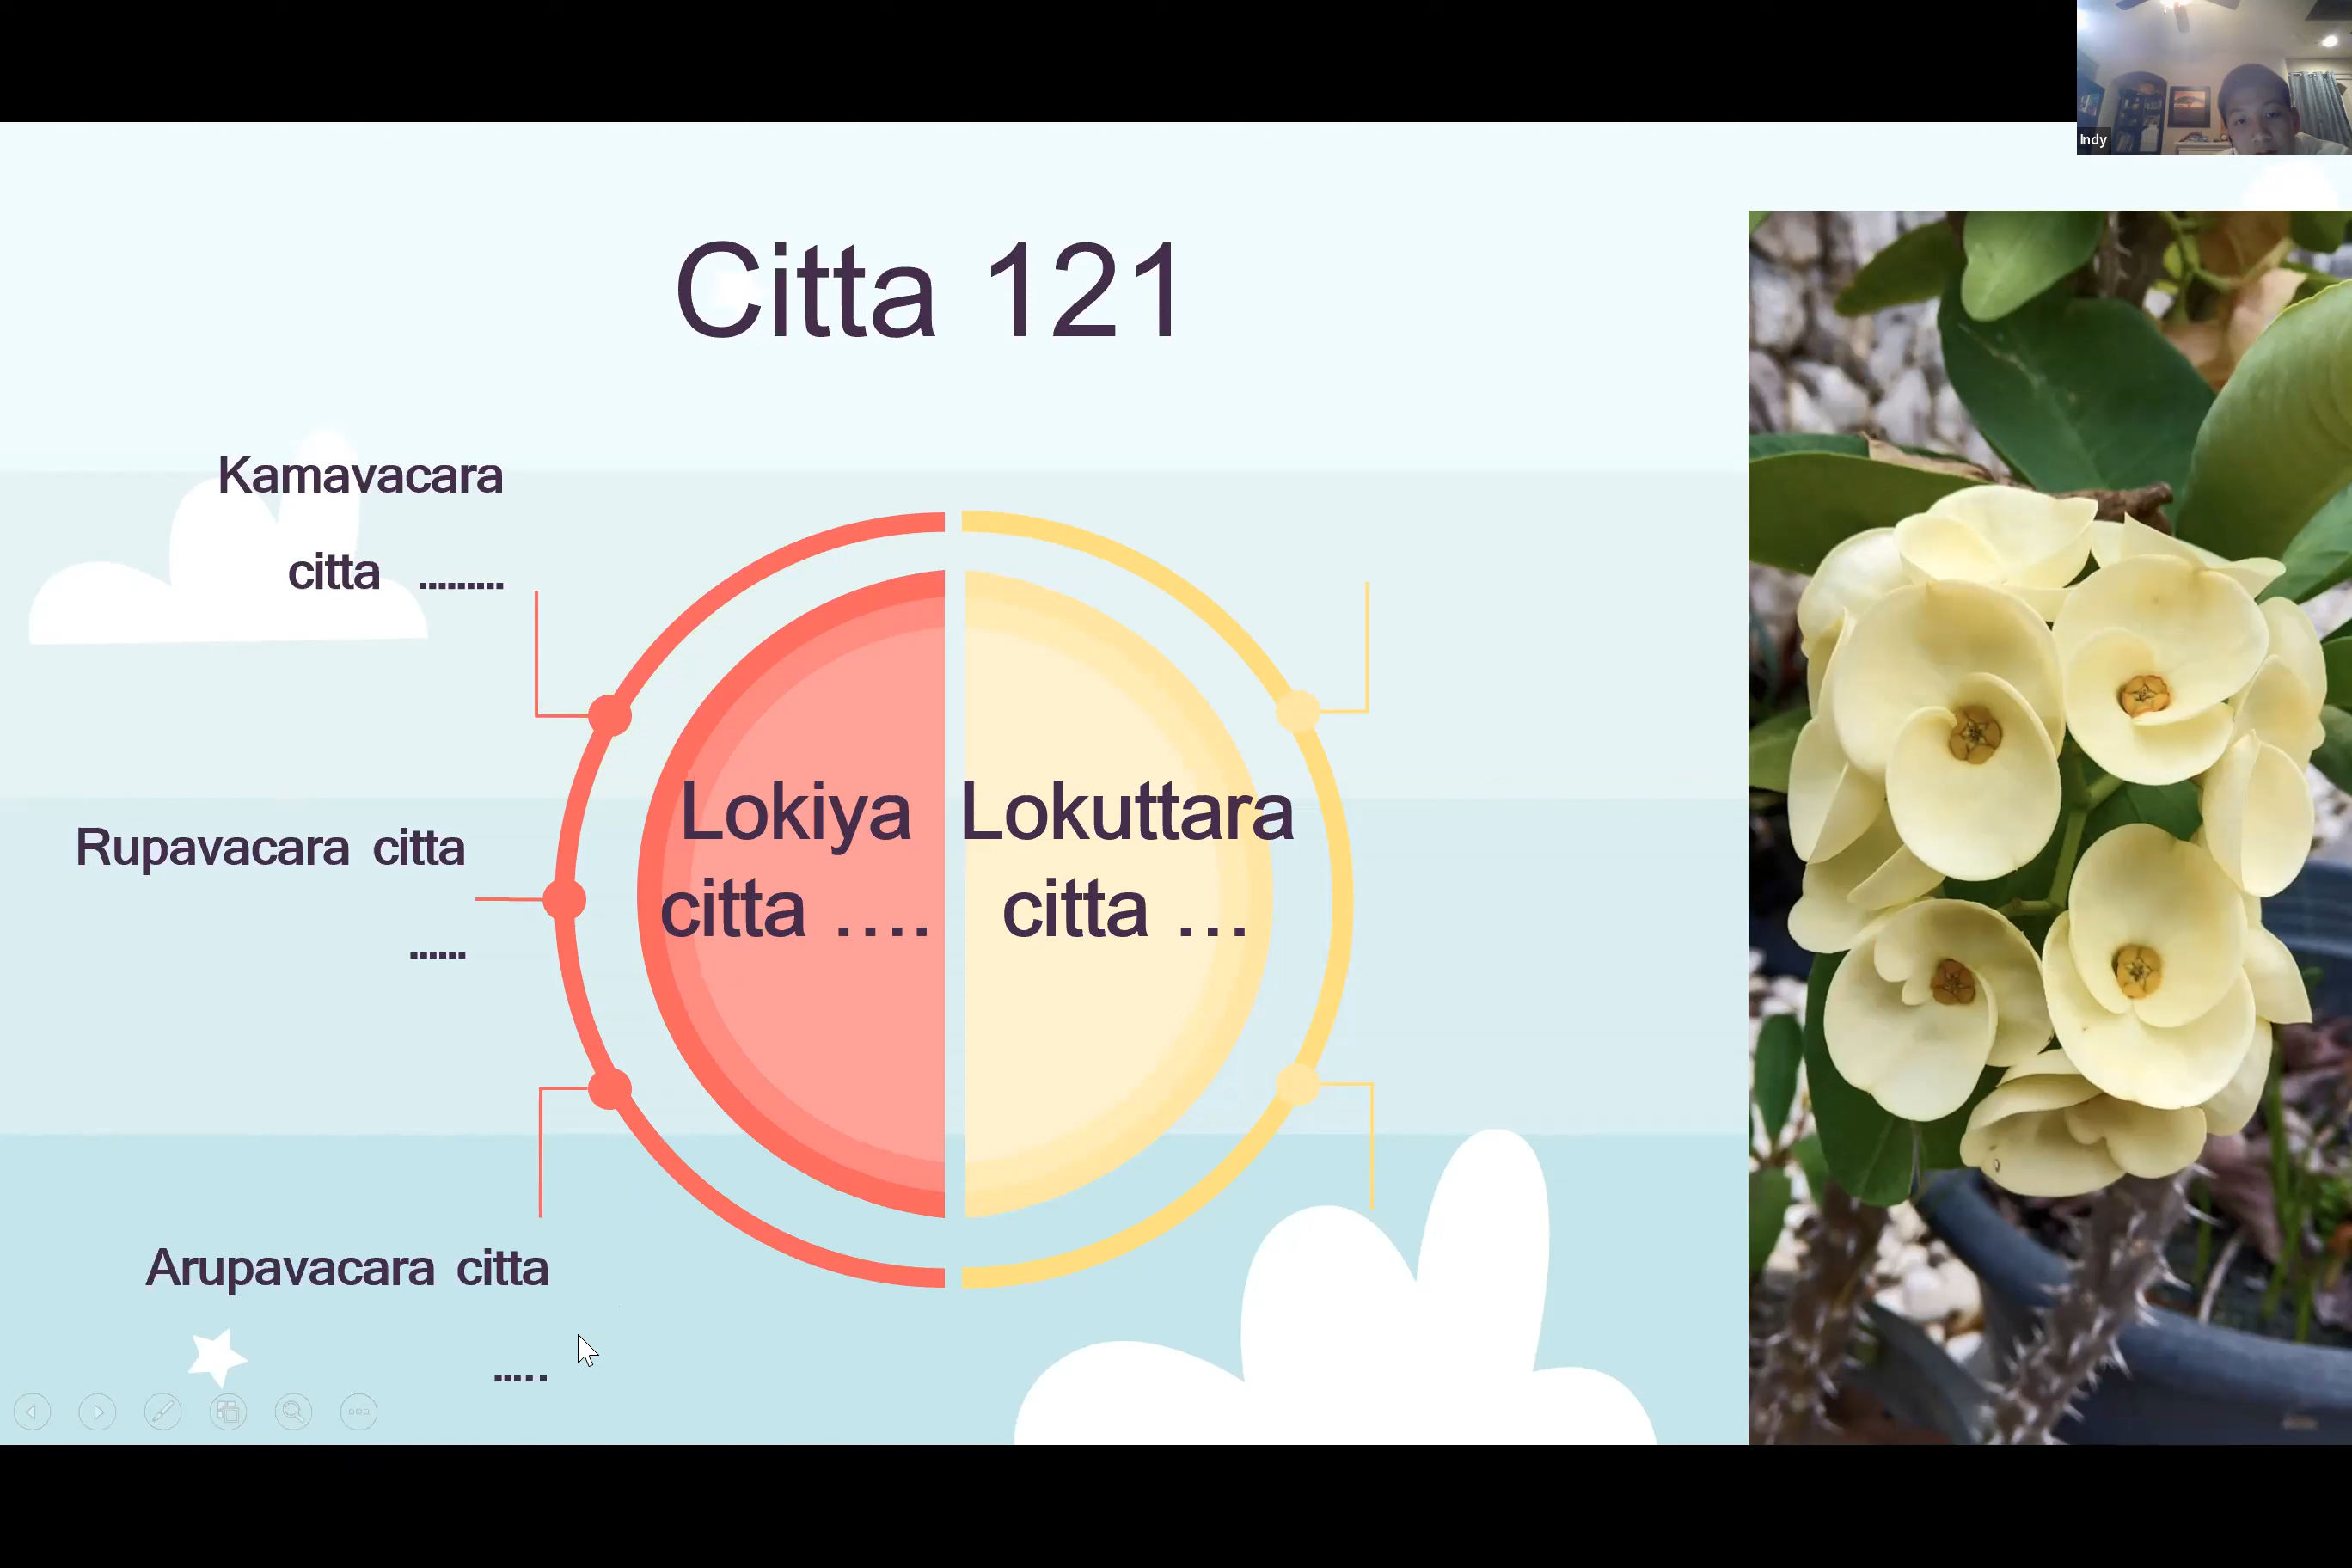 Indy
Citta 121
Kamavacara
citta .........
Rupavacara citta
......
Arupavacara citta
.....
Lokiya
citta ....
Lokuttara
citta ...